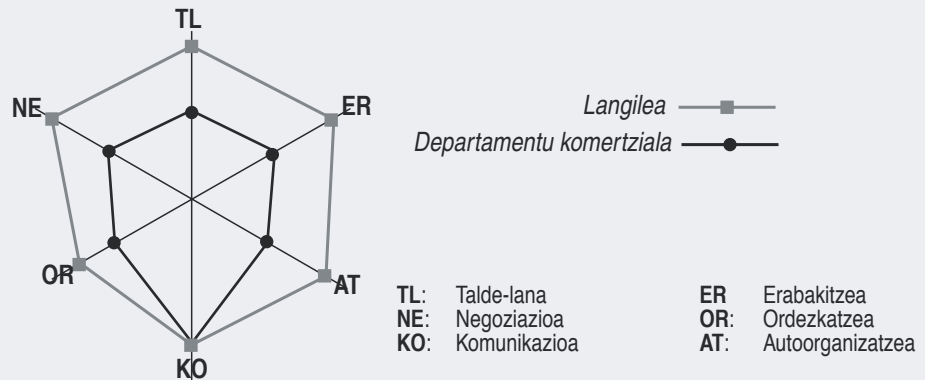 TL
NE
ER
Langilea
Departamentu komertziala
OR
AT
KO
TL: Talde-lana
ER Erabakitzea
NE: Negoziazioa
OR: Ordezkatzea
KO: Komunikazioa
AT: Autoorganizatzea